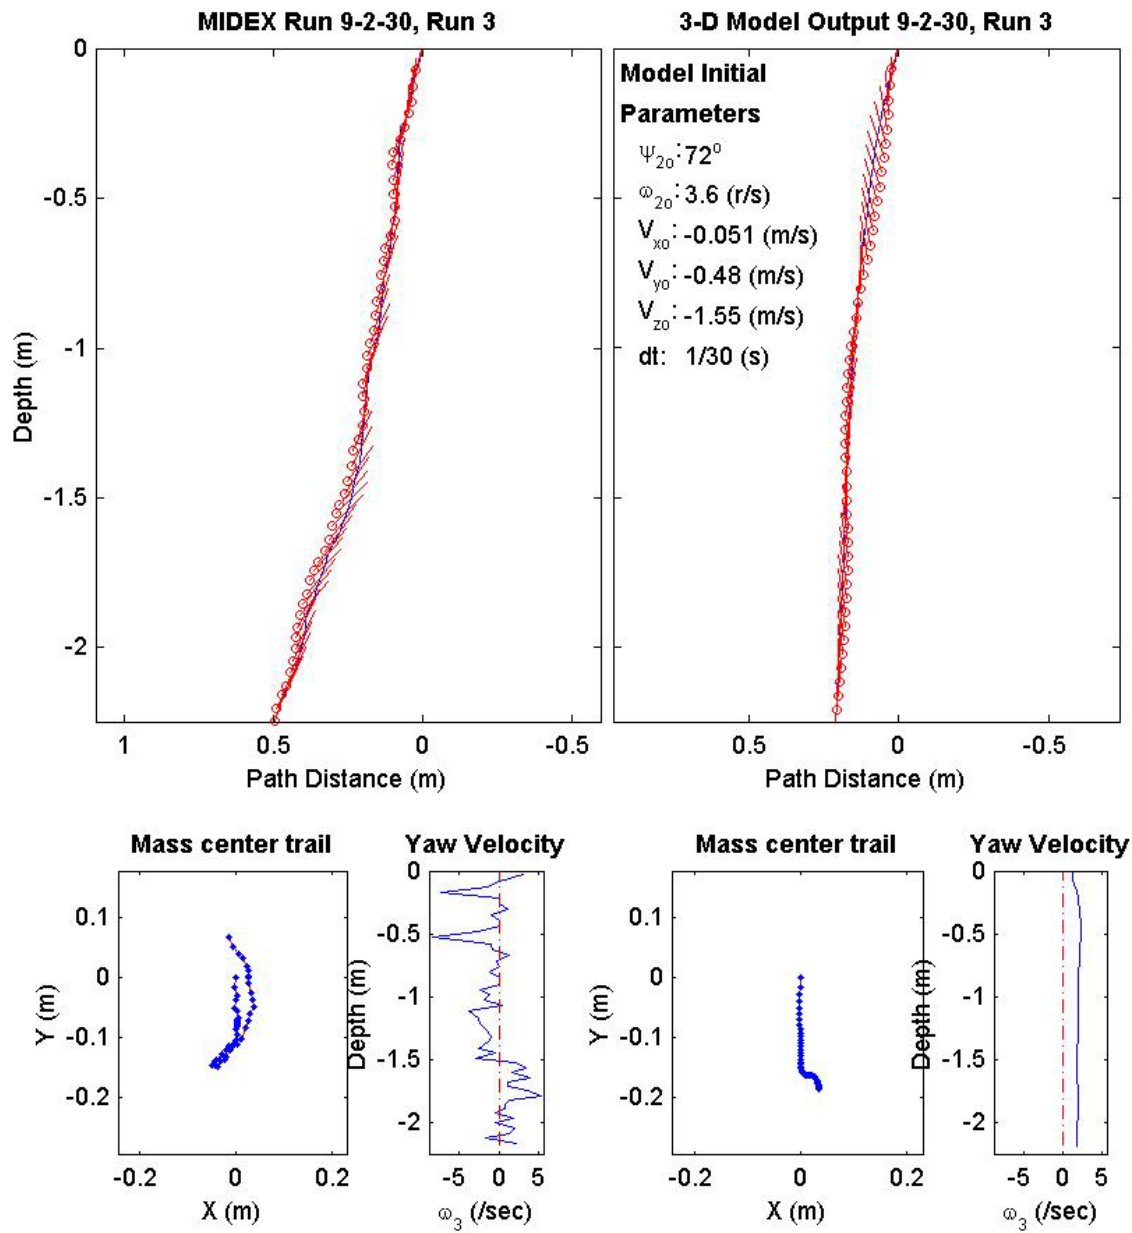 MIDEX Run 9-2-30, Run 3
3-D Model Output 9-2-30, Run 3
0
-0.5
-1
-1.5
-2
Depth (m)
1
0.5
0
-0.5
Path Distance (m)
Model Initial
Parameters
Ψ2o: 72o
ω2o: 3.6 (r/s)
Vxo: -0.051 (m/s)
Vyo: -0.48 (m/s)
Vzo: -1.55 (m/s)
dt: 1/30 (s)
0.5
0
-0.5
Path Distance (m)
Mass center trail
0.1
0
-0.1
-0.2
Y (m)
-0.2
0
0.2
X (m)
Yaw Velocity
0
-0.5
-1
-1.5
-2
Depth (m)
-5
0
5
ω3 (/sec)
Mass center trail
0.1
0
-0.1
-0.2
Y (m)
-0.2
0
0.2
X (m)
Yaw Velocity
0
-0.5
-1
-1.5
-2
Depth (m)
-5
0
5
ω3 (/sec)